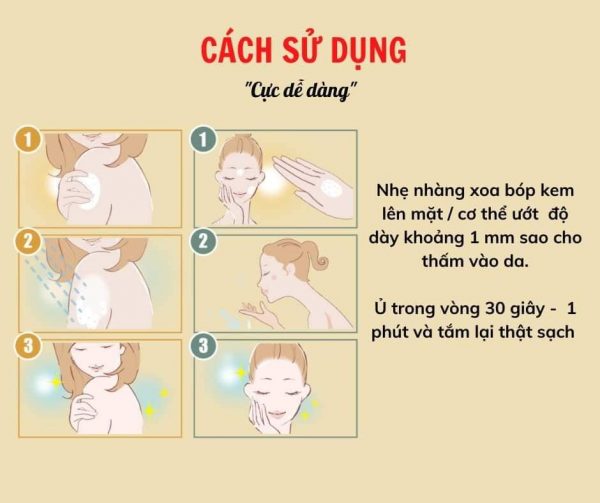 CÁCH SỬ DỤNG
"Cực dễ dàng"
1
1
2
2
3
3
Nhẹ nhàng xoa bóp kem
lên mặt / cơ thể ướt độ
dày khoảng 1 mm sao cho
thấm vào da.
Ủ trong vòng 30 giây - 1
phút và tắm lại thật sạch